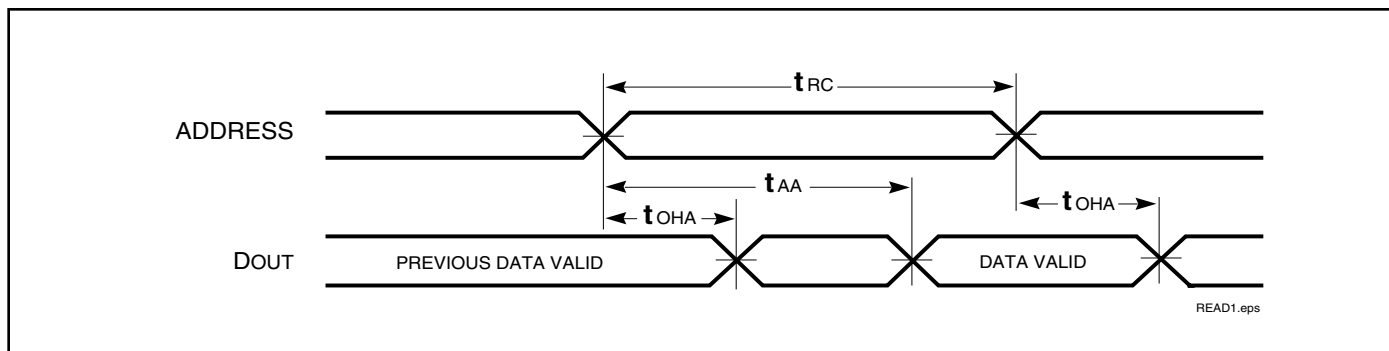 tRC
ADDRESS
tAA
tOHA
tOHA
DOUT
PREVIOUS DATA VALID
DATA VALID
READ1.eps